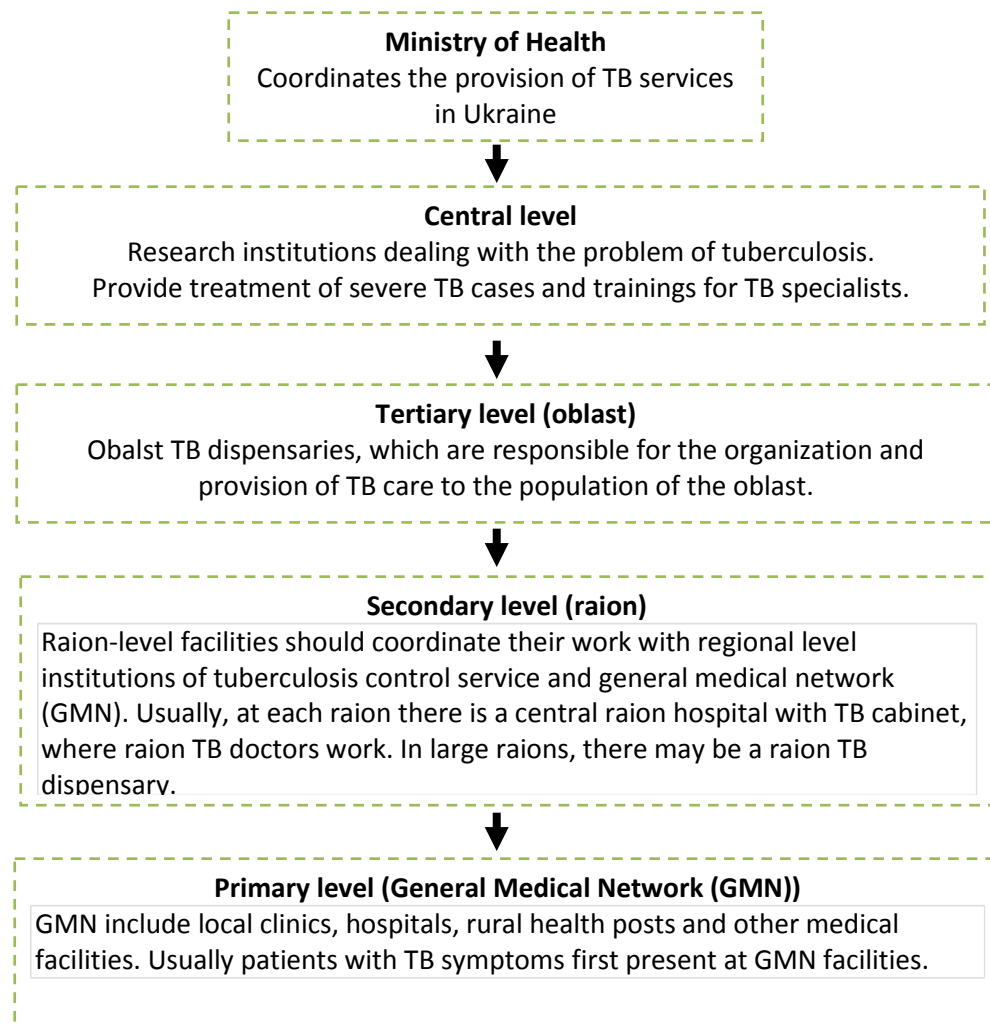 Ministry of Health
Coordinates the provision of TB services
in Ukraine
Central level
Research institutions dealing with the problem of tuberculosis.
Provide treatment of severe TB cases and trainings for TB specialists.
Tertiary level (oblast)
Obalst TB dispensaries, which are responsible for the organization and
provision of TB care to the population of the oblast.
Secondary level (raion)
Raion-level facilities should coordinate their work with regional level
institutions of tuberculosis control service and general medical network
(GMN). Usually, at each raion there is a central raion hospital with TB cabinet,
where raion TB doctors work. In large raions, there may be a raion TB
dispensary.
Primary level (General Medical Network (GMN))
GMN include local clinics, hospitals, rural health posts and other medical
facilities. Usually patients with TB symptoms first present at GMN facilities.